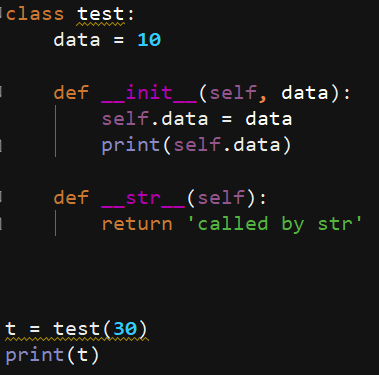 class test:
    data = 10
    def __init__(self, data):
        self.data = data
        print(self.data)
    def __str__(self):
        return 'called by str'
t = test(30)
print(t)